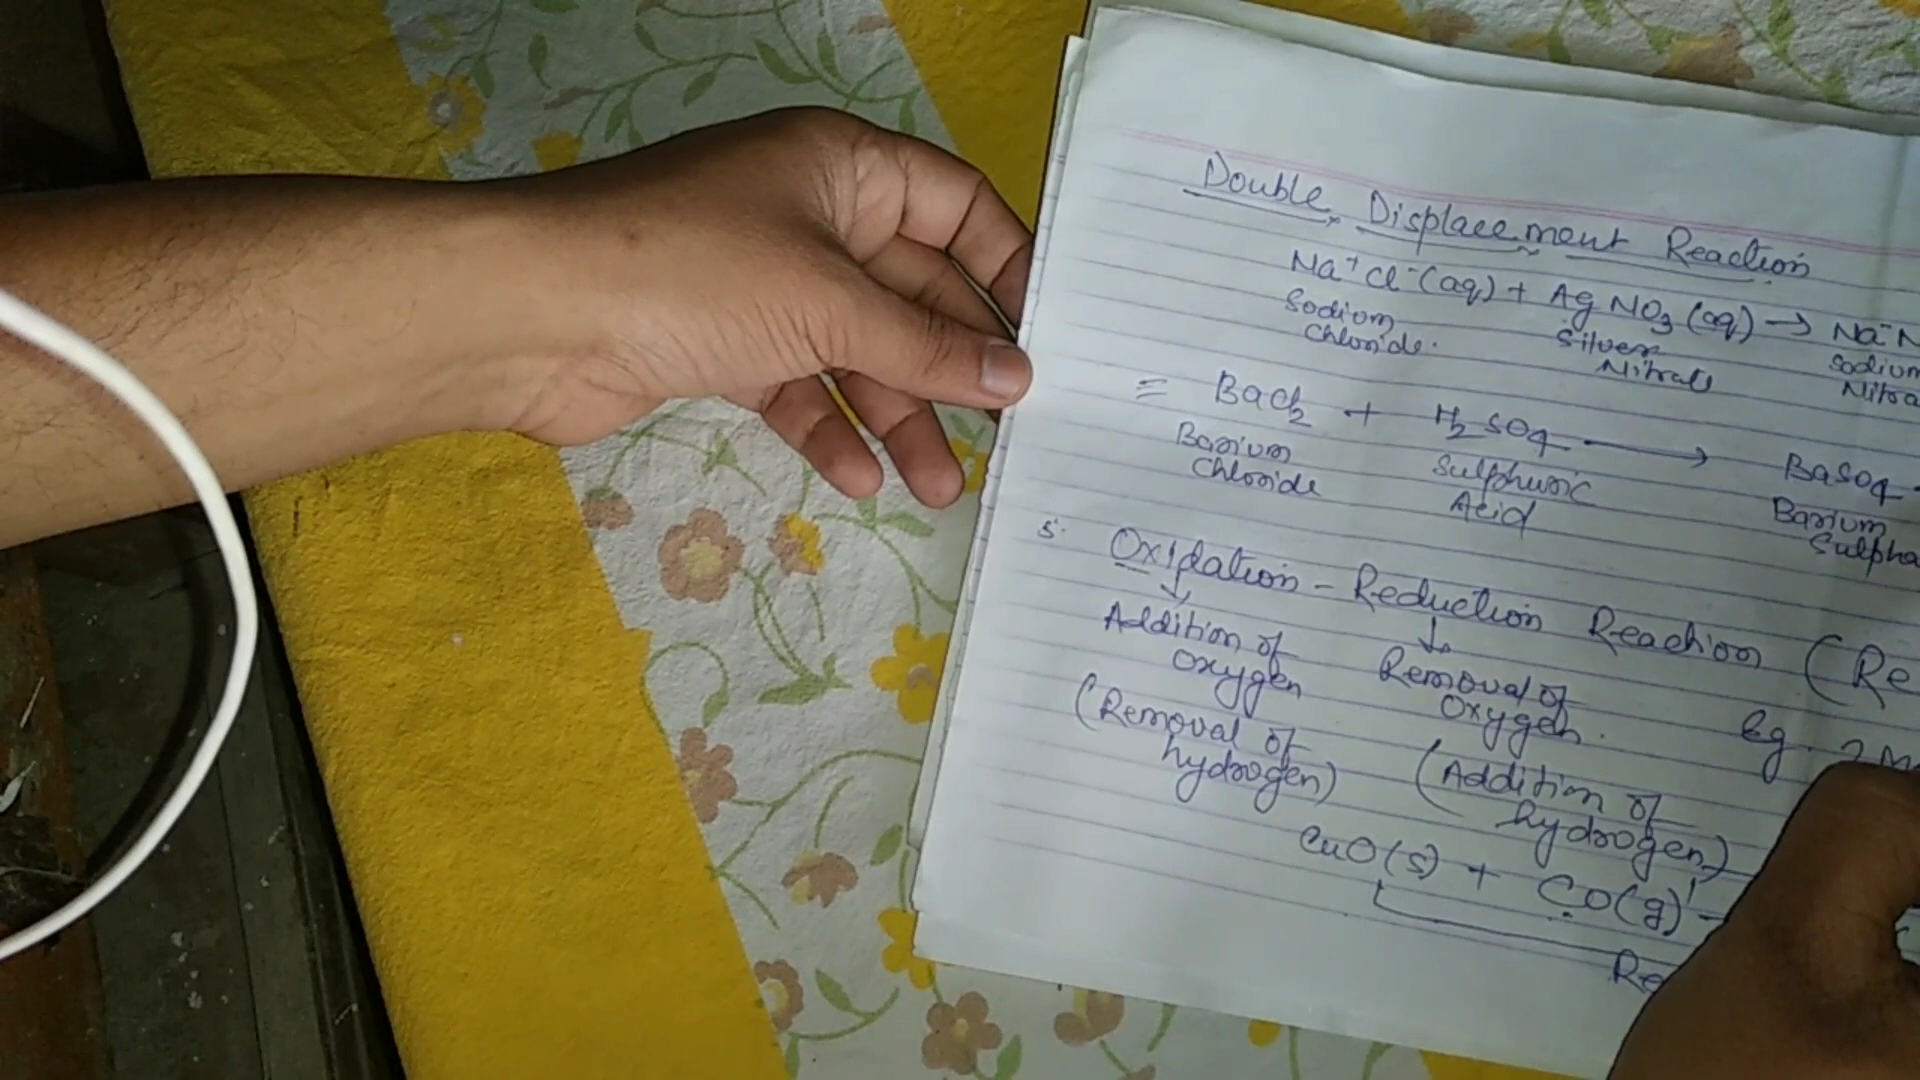 Double Displacement Reaction
Na⁺Cl⁻(aq) + AgNO₃(aq) → Na⁻N
Sodium Chloride. Silver Nitrate Sodium
BaCl₂ + H₂SO₄ → BaSO₄
Barium Chloride Sulphuric Acid Barium
5. Oxidation - Reduction Reaction (Re
↓ ↓
Addition of Oxygen Removal of Oxygen.
(Removal of hydrogen) (Addition of hydrogen) Eg.
CuO(s) + CO(g)
Re